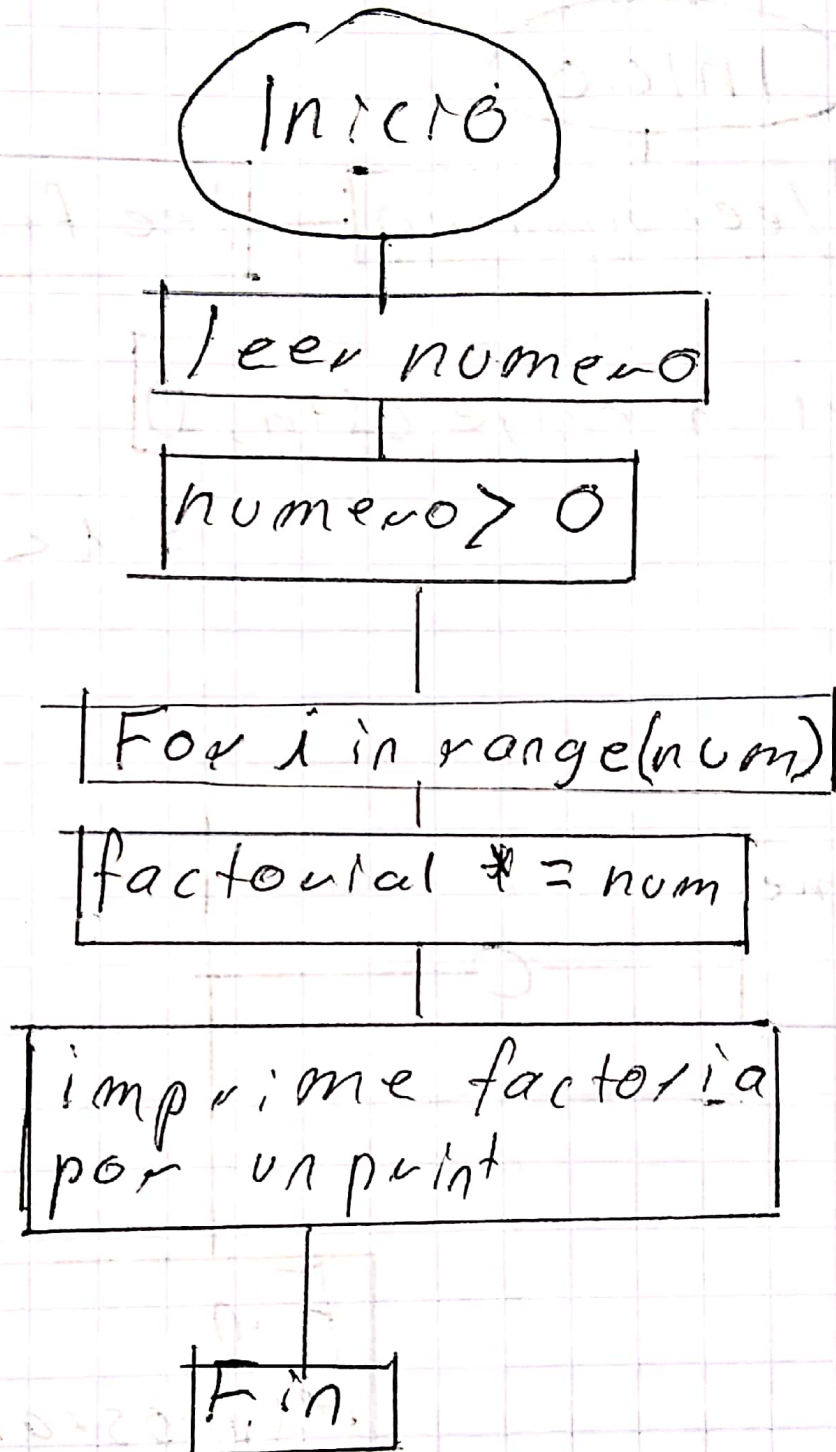 Inicio
leer numero
numero > 0
For i in range(num)
factorial *= num
imprime factoria
por un print
Fin